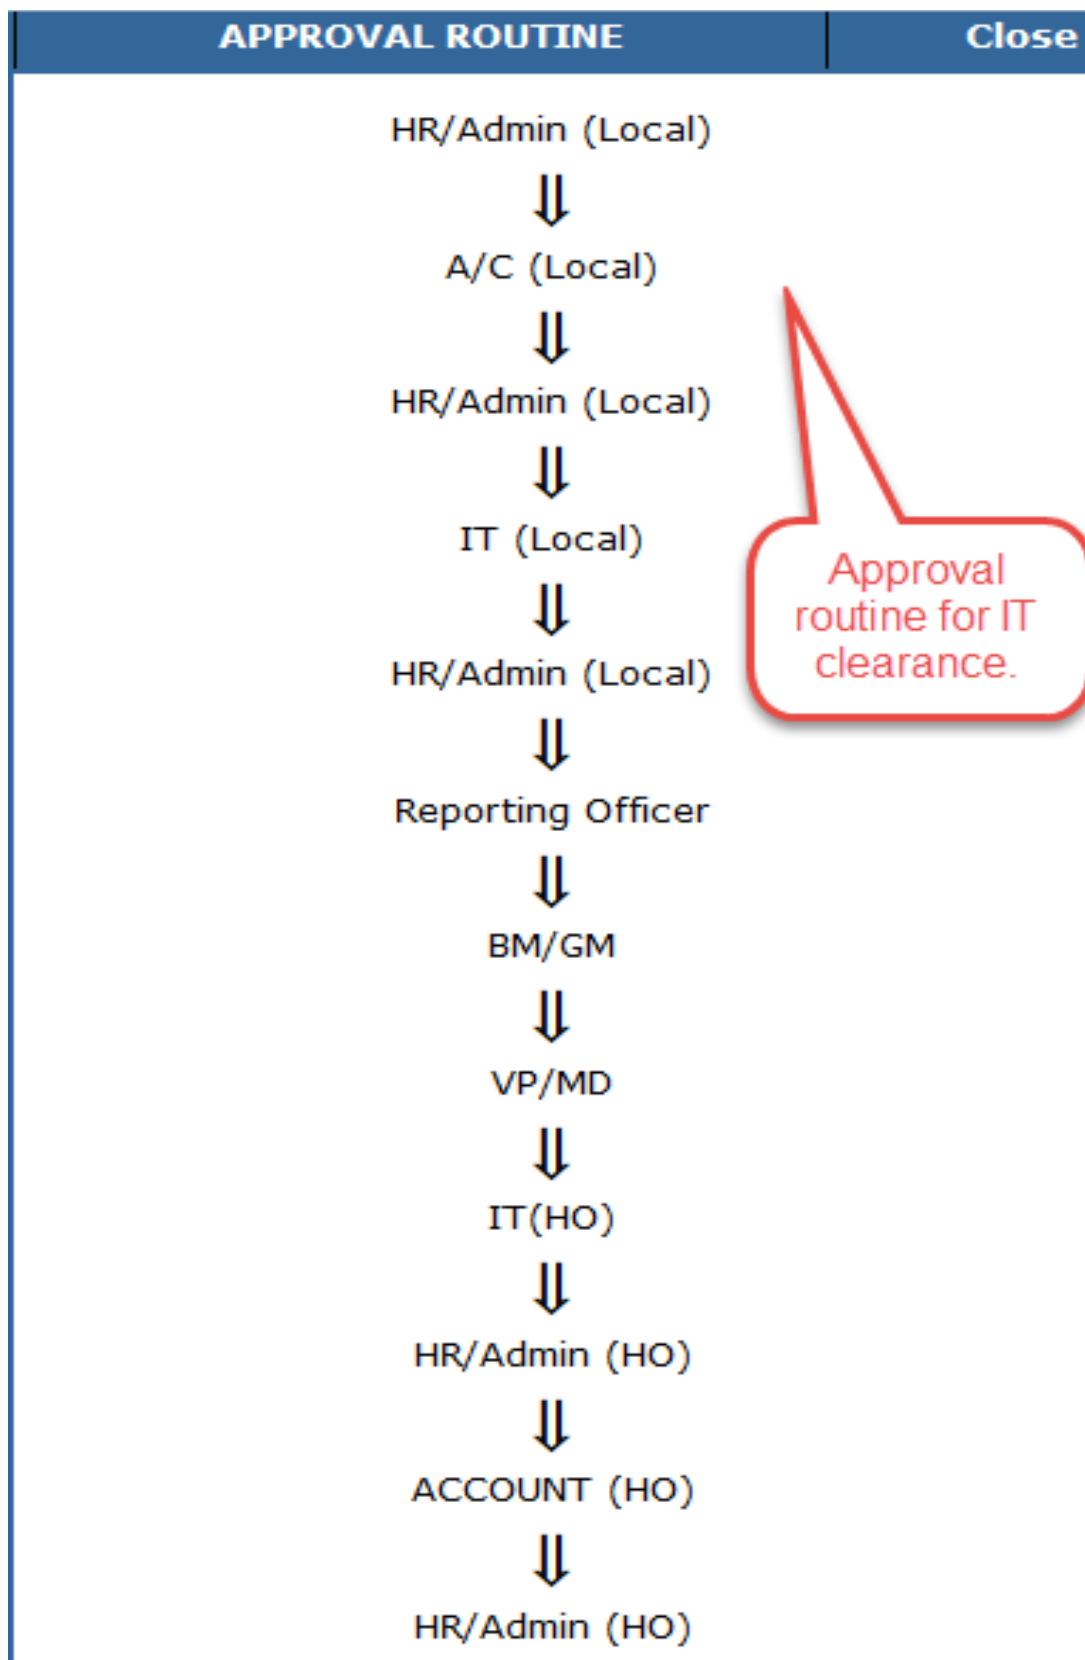 APPROVAL ROUTINE Close
HR/Admin (Local)
⇓
A/C (Local)
⇓
HR/Admin (Local)
⇓
IT (Local)
⇓
HR/Admin (Local)
⇓
Reporting Officer
⇓
BM/GM
⇓
VP/MD
⇓
IT(HO)
⇓
HR/Admin (HO)
⇓
ACCOUNT (HO)
⇓
HR/Admin (HO)
Approval
routine for IT
clearance.